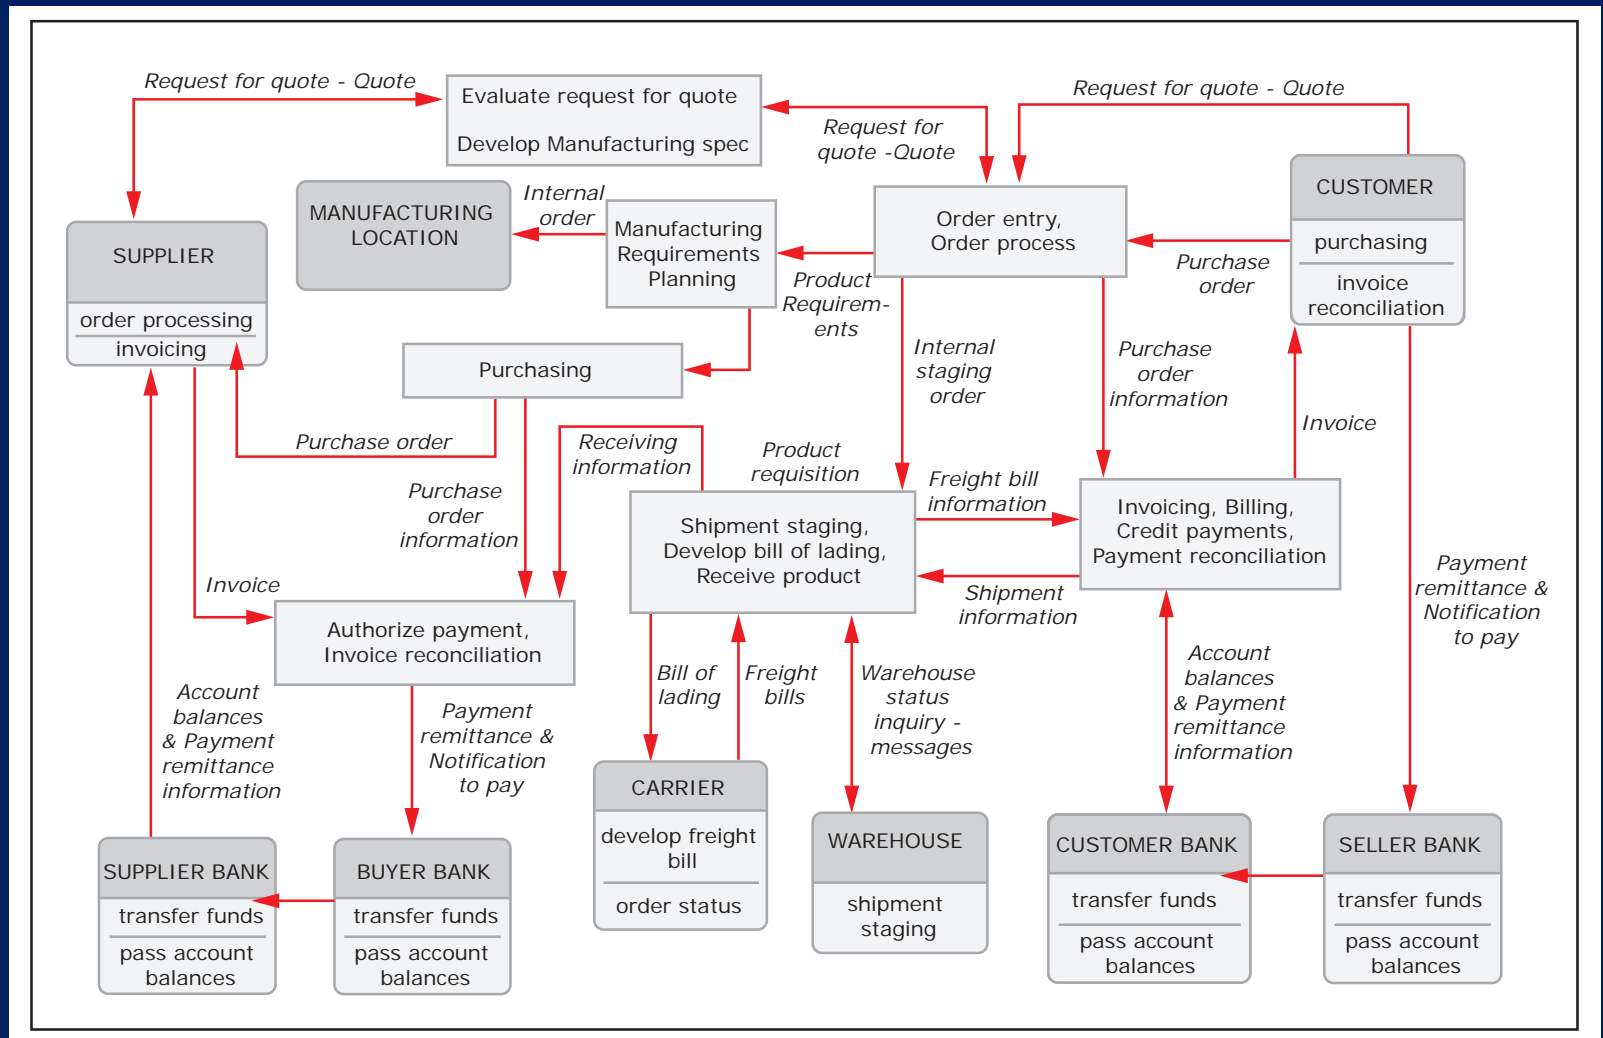 Request for quote - Quote
Evaluate request for quote
Develop Manufacturing spec
Request for
quote -Quote
Request for quote - Quote
CUSTOMER
purchasing
invoice
reconciliation
MANUFACTURING
LOCATION
Internal
order
Manufacturing
Requirements
Planning
Order entry,
Order process
Purchase
order
SUPPLIER
order processing
invoicing
Product
Requirem-
ents
Purchasing
Internal
staging
order
Purchase
order
information
Invoice
Purchase order
Receiving
information
Product
requisition
Purchase
order
information
Freight bill
information
Shipment staging,
Develop bill of lading,
Receive product
Invoicing, Billing,
Credit payments,
Payment reconciliation
Invoice
Shipment
information
Payment
remittance &
Notification
to pay
Authorize payment,
Invoice reconciliation
Account
balances
& Payment
remittance
information
Payment
remittance &
Notification
to pay
Bill of
lading
Freight
bills
Warehouse
status
inquiry -
messages
Account
balances
& Payment
remittance
information
SUPPLIER BANK
transfer funds
pass account
balances
BUYER BANK
transfer funds
pass account
balances
CARRIER
develop freight
bill
order status
WAREHOUSE
shipment
staging
CUSTOMER BANK
transfer funds
pass account
balances
SELLER BANK
transfer funds
pass account
balances